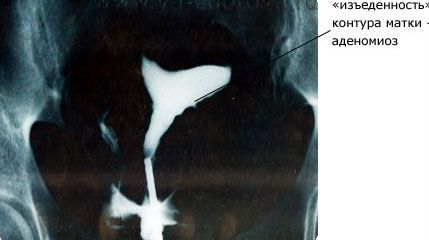 «изъеденность»
контура матки -
аденомиоз